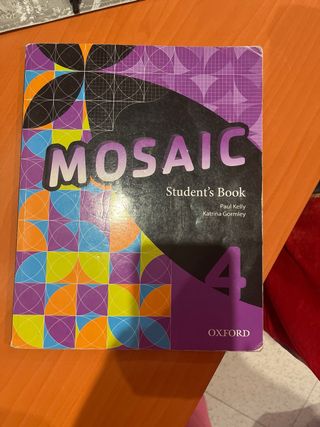 MOSAIC
Student's Book
Paul Kelly
Katrina Gormley
4
OXFORD